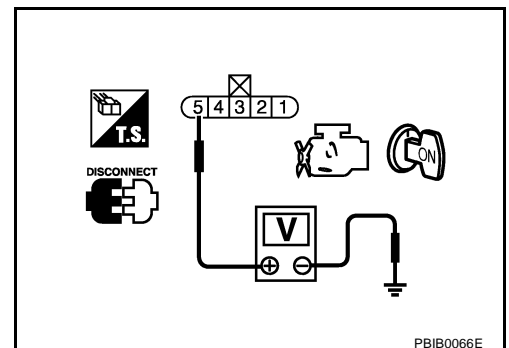 5 4 3 2 1
T.S.
DISCONNECT
ON
V
+ −
PBIB0066E